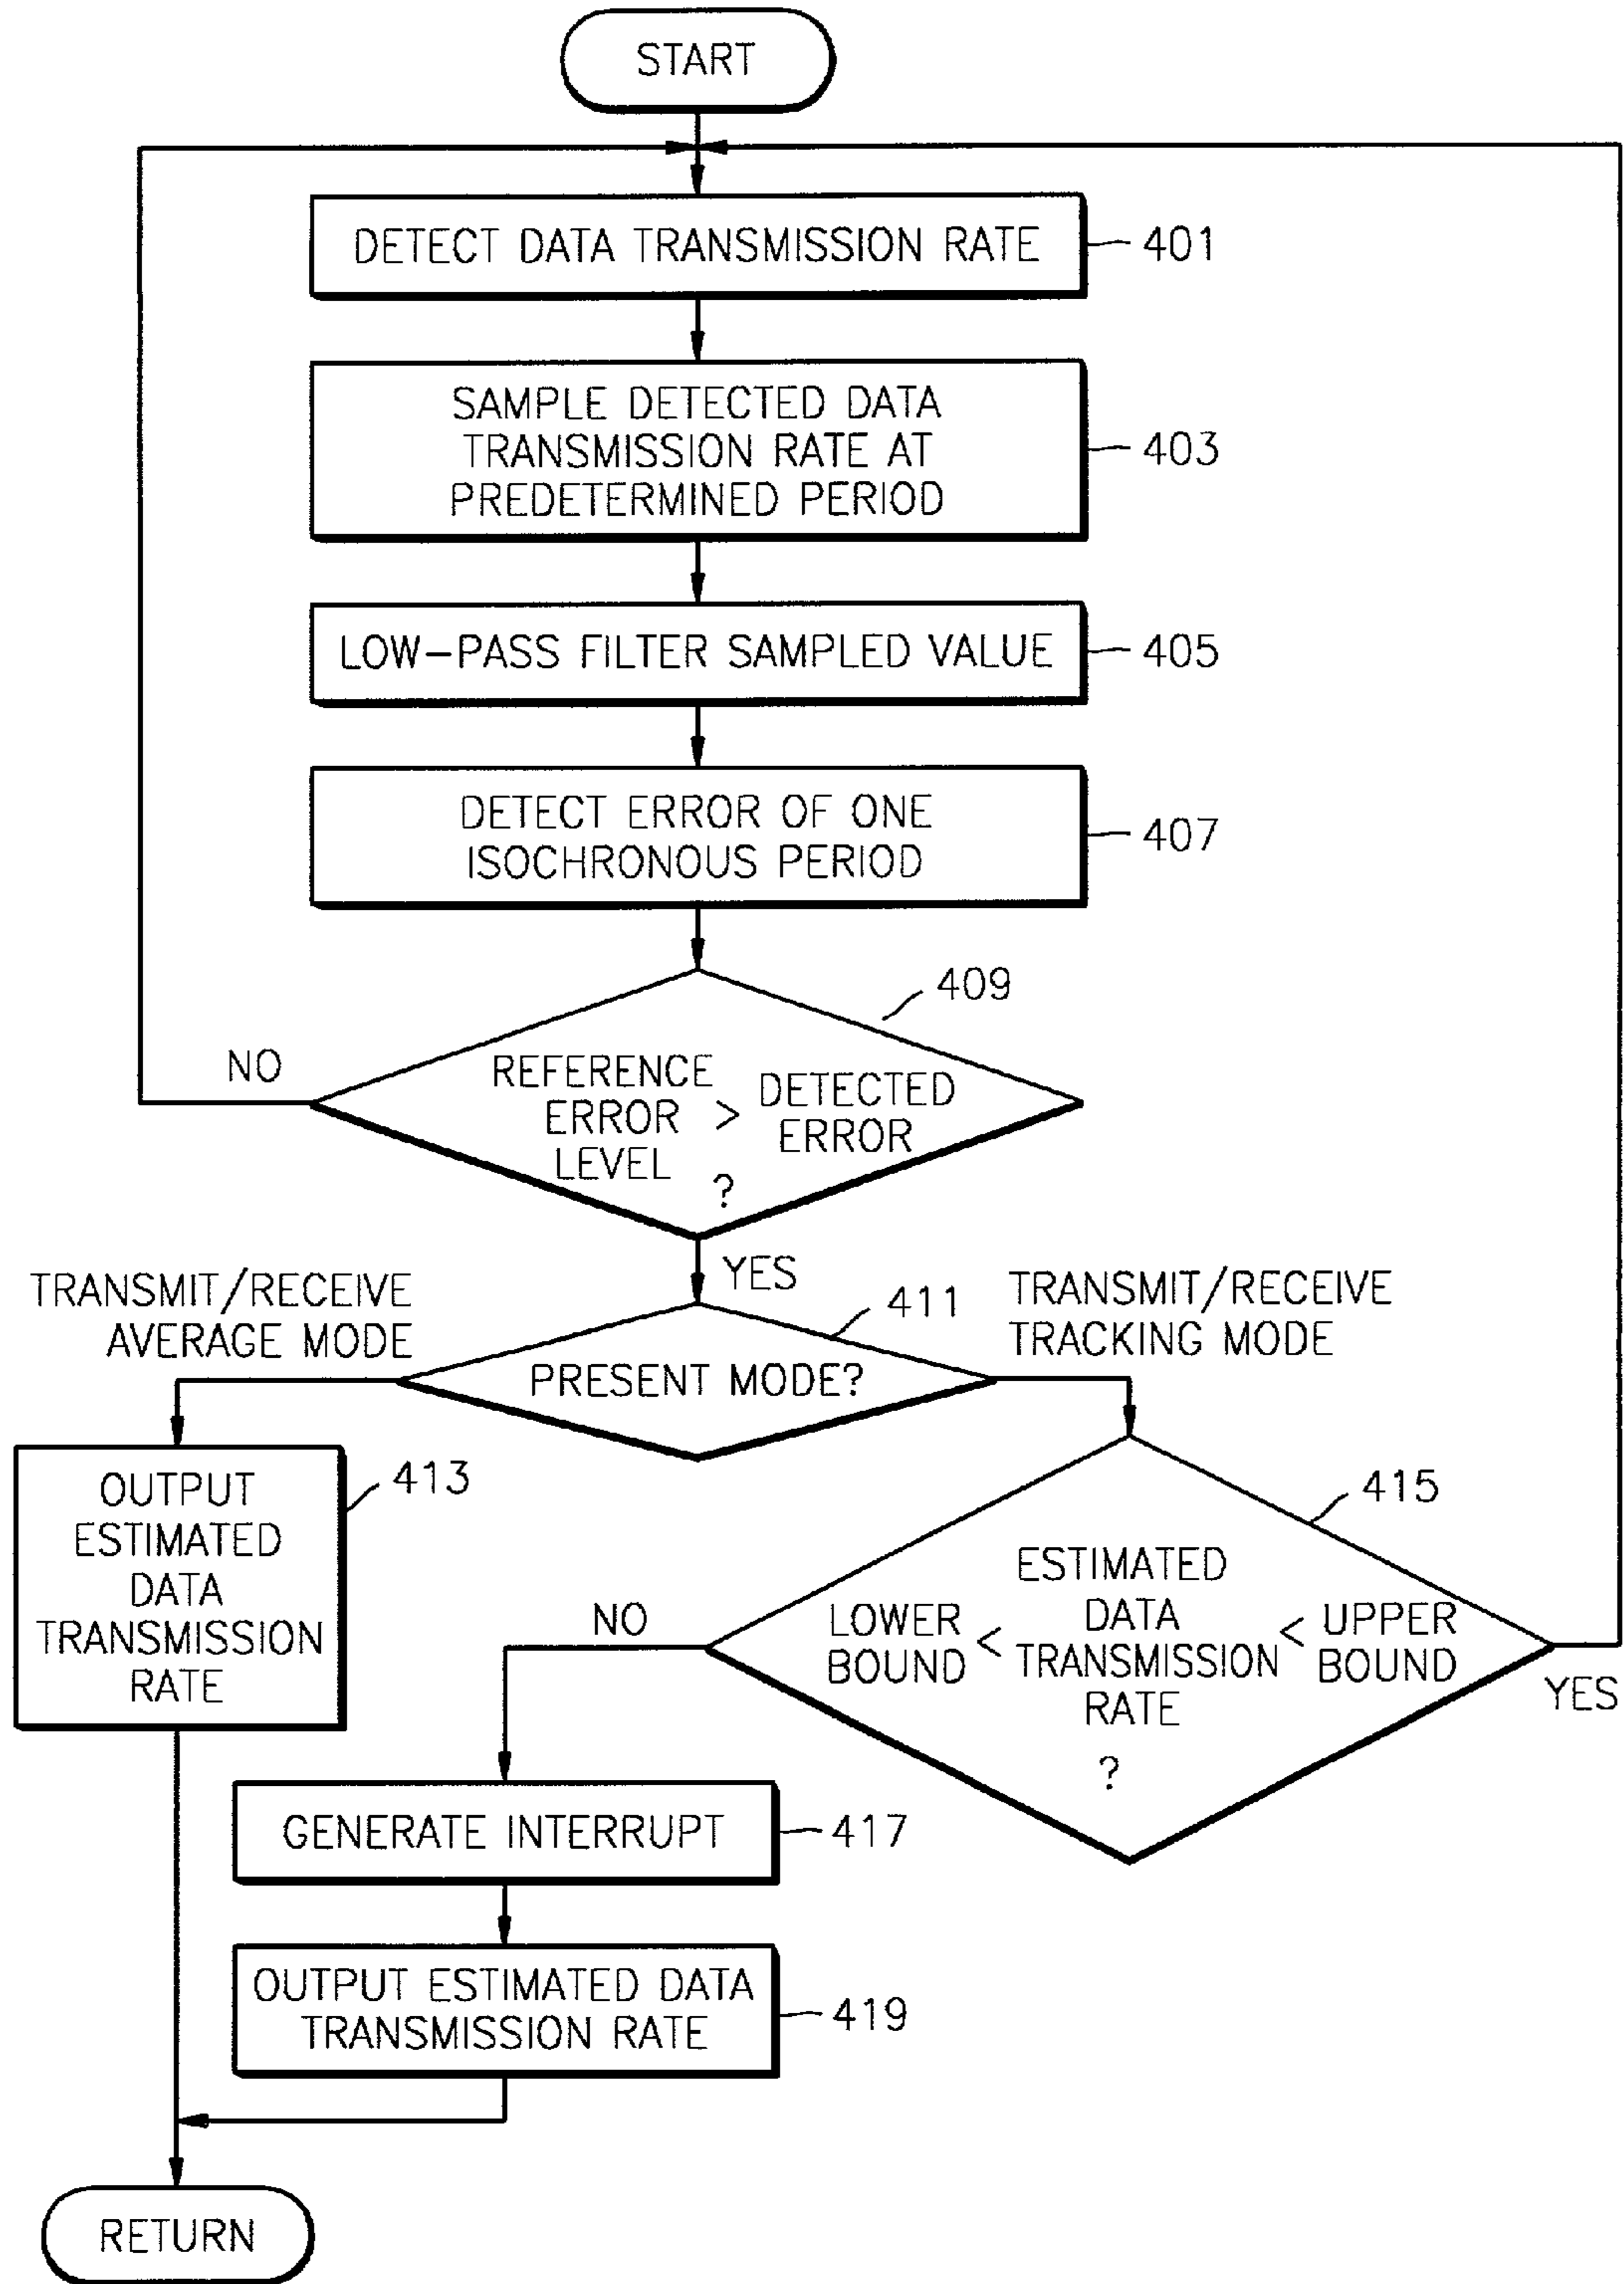 START
DETECT DATA TRANSMISSION RATE
401
SAMPLE DETECTED DATA
TRANSMISSION RATE AT
PREDETERMINED PERIOD
403
LOW-PASS FILTER SAMPLED VALUE
405
DETECT ERROR OF ONE
ISOCHRONOUS PERIOD
407
409
NO
REFERENCE
ERROR
LEVEL
>
DETECTED
ERROR
?
YES
TRANSMIT/RECEIVE
AVERAGE MODE
411
TRANSMIT/RECEIVE
TRACKING MODE
PRESENT MODE?
OUTPUT
ESTIMATED
DATA
TRANSMISSION
RATE
413
415
NO
LOWER
BOUND
<
ESTIMATED
DATA
TRANSMISSION
RATE
<
UPPER
BOUND
?
YES
GENERATE INTERRUPT
417
OUTPUT ESTIMATED DATA
TRANSMISSION RATE
419
RETURN